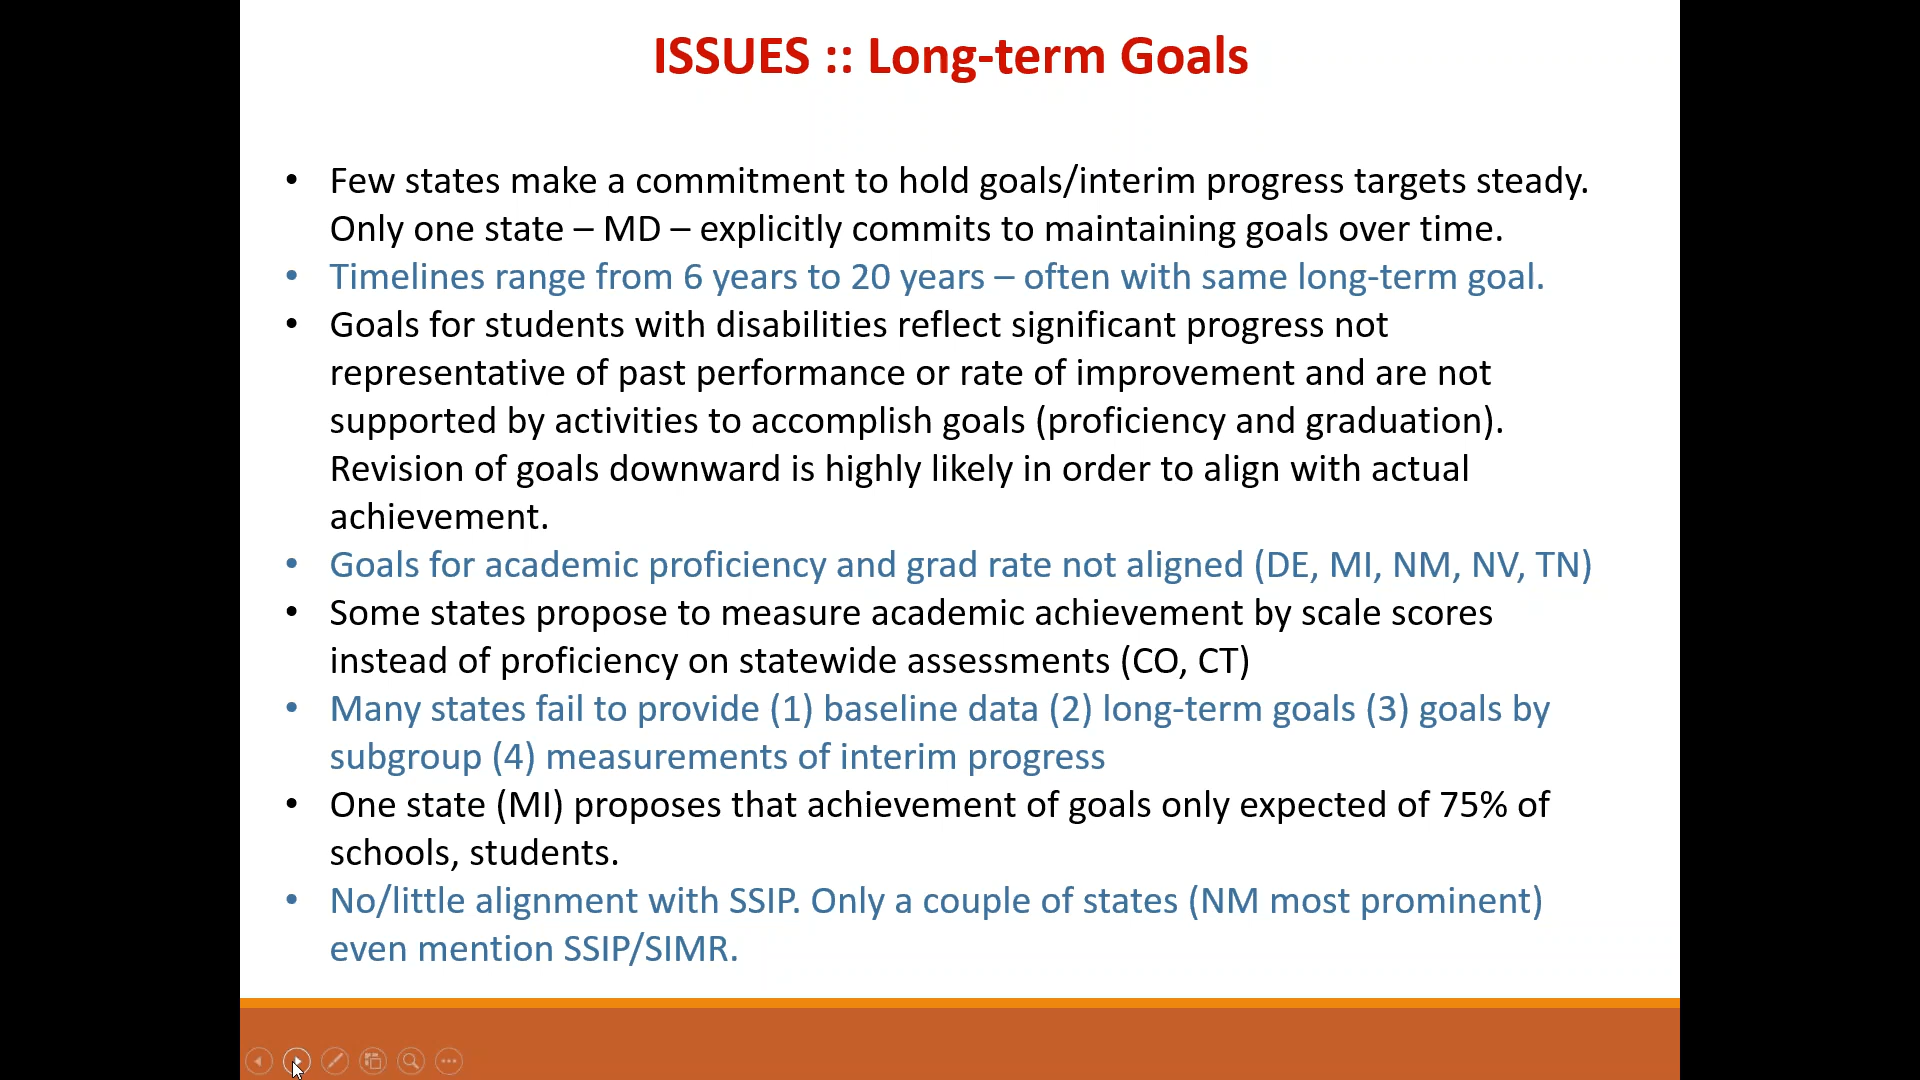 ISSUES :: Long-term Goals
• Few states make a commitment to hold goals/interim progress targets steady.
Only one state – MD – explicitly commits to maintaining goals over time.
• Timelines range from 6 years to 20 years – often with same long-term goal.
• Goals for students with disabilities reflect significant progress not
representative of past performance or rate of improvement and are not
supported by activities to accomplish goals (proficiency and graduation).
Revision of goals downward is highly likely in order to align with actual
achievement.
• Goals for academic proficiency and grad rate not aligned (DE, MI, NM, NV, TN)
• Some states propose to measure academic achievement by scale scores
instead of proficiency on statewide assessments (CO, CT)
• Many states fail to provide (1) baseline data (2) long-term goals (3) goals by
subgroup (4) measurements of interim progress
• One state (MI) proposes that achievement of goals only expected of 75% of
schools, students.
• No/little alignment with SSIP. Only a couple of states (NM most prominent)
even mention SSIP/SIMR.